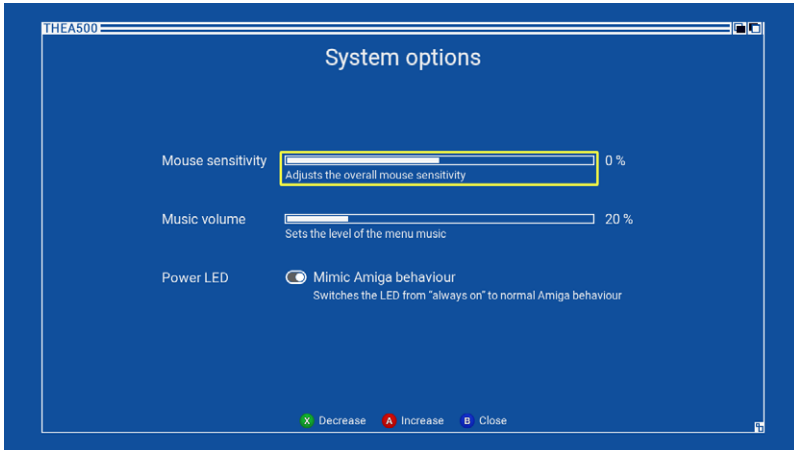 THEA500
System options
Mouse sensitivity 0 %
Adjusts the overall mouse sensitivity
Music volume 20 %
Sets the level of the menu music
Power LED Mimic Amiga behaviour
Switches the LED from "always on" to normal Amiga behaviour
X Decrease A Increase B Close